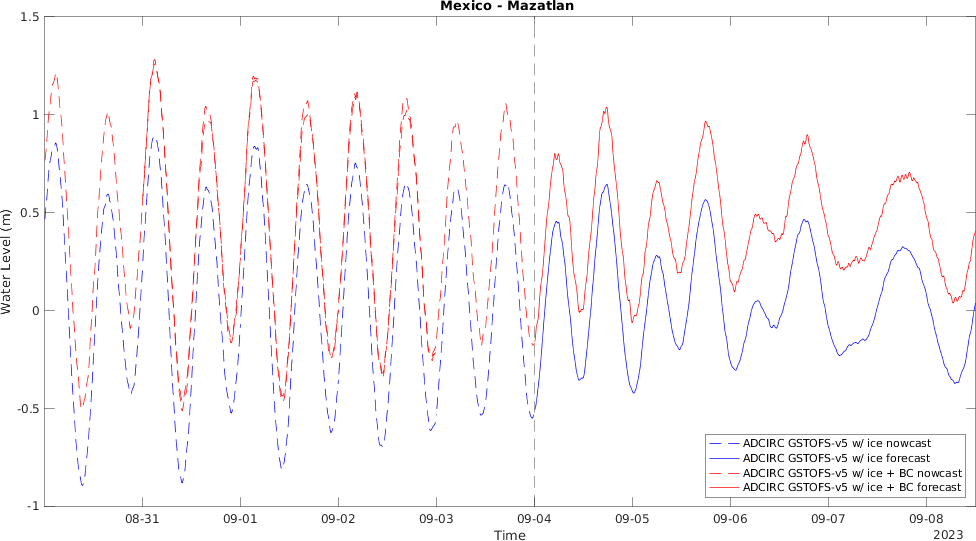 Mexico - Mazatlan
1.5
1
0.5
0
-0.5
-1
Water Level (m)
08-31
09-01
09-02
09-03
09-04
09-05
09-06
09-07
09-08
Time
2023
ADCIRC GSTOFS-v5 w/ ice nowcast
ADCIRC GSTOFS-v5 w/ ice forecast
ADCIRC GSTOFS-v5 w/ ice + BC nowcast
ADCIRC GSTOFS-v5 w/ ice + BC forecast